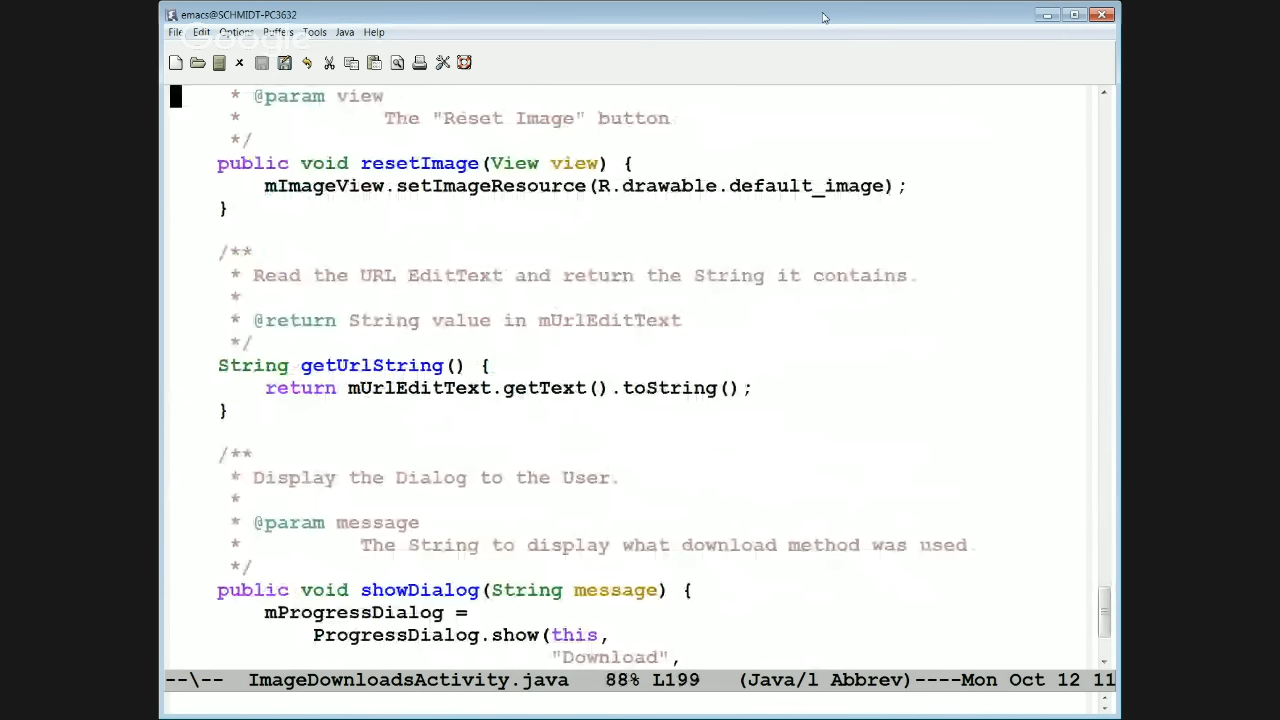 emacs@SCHMIDT-PC3632
File Edit Options Buffers Tools Java Help
Google
* @param view
* The "Reset Image" button
*/
public void resetImage(View view) {
mImageView.setImageResource(R.drawable.default_image);
}
/**
* Read the URL EditText and return the String it contains.
*
* @return String value in mUrlEditText
*/
String getUrlString() {
return mUrlEditText.getText().toString();
}
/**
* Display the Dialog to the User.
*
* @param message
* The String to display what download method was used.
*/
public void showDialog(String message) {
mProgressDialog =
ProgressDialog.show(this,
"Download",
--\-- ImageDownloadsActivity.java 88% L199 (Java/l Abbrev)----Mon Oct 12 11